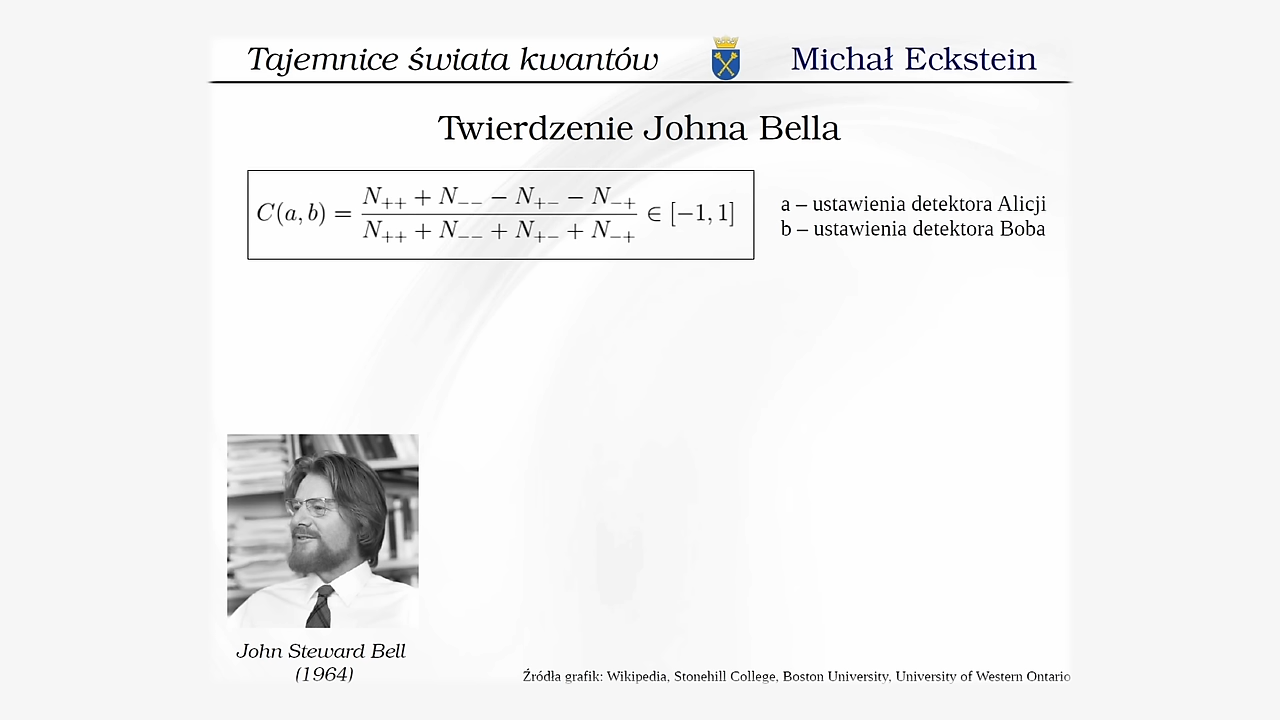 Tajemnice świata kwantów
Michał Eckstein
Twierdzenie Johna Bella
C(a, b) = (N₊₊ + N₋₋ − N₊₋ − N₋₊) / (N₊₊ + N₋₋ + N₊₋ + N₋₊) ∈ [−1, 1]
a – ustawienia detektora Alicji
b – ustawienia detektora Boba
John Steward Bell
(1964)
Źródła grafik: Wikipedia, Stonehill College, Boston University, University of Western Ontario